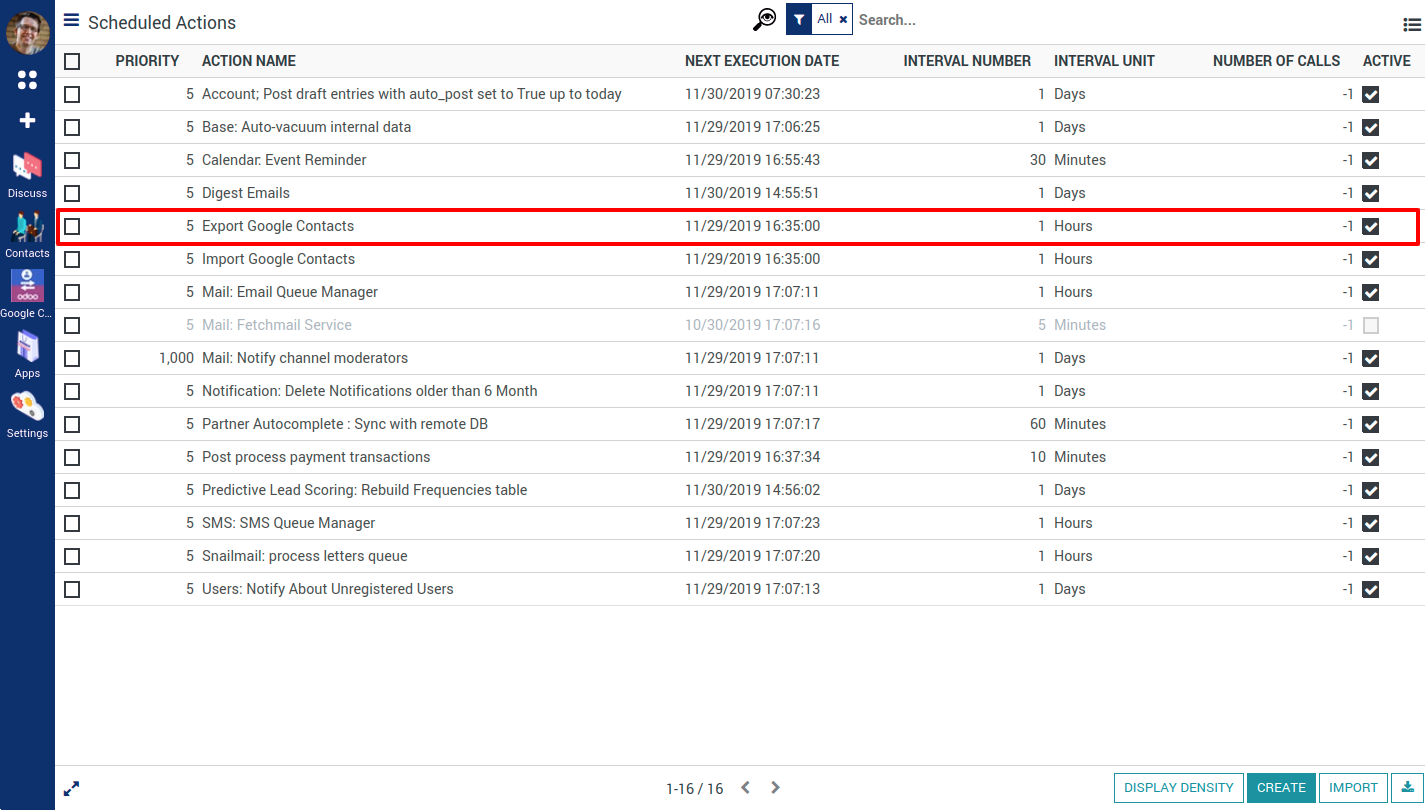 Scheduled Actions
All ×
Search...
PRIORITY ACTION NAME NEXT EXECUTION DATE INTERVAL NUMBER INTERVAL UNIT NUMBER OF CALLS ACTIVE
5 Account; Post draft entries with auto_post set to True up to today 11/30/2019 07:30:23 1 Days -1
5 Base: Auto-vacuum internal data 11/29/2019 17:06:25 1 Days -1
5 Calendar: Event Reminder 11/29/2019 16:55:43 30 Minutes -1
5 Digest Emails 11/30/2019 14:55:51 1 Days -1
5 Export Google Contacts 11/29/2019 16:35:00 1 Hours -1
5 Import Google Contacts 11/29/2019 16:35:00 1 Hours -1
5 Mail: Email Queue Manager 11/29/2019 17:07:11 1 Hours -1
5 Mail: Fetchmail Service 10/30/2019 17:07:16 5 Minutes -1
1,000 Mail: Notify channel moderators 11/29/2019 17:07:11 1 Days -1
5 Notification: Delete Notifications older than 6 Month 11/29/2019 17:07:11 1 Days -1
5 Partner Autocomplete : Sync with remote DB 11/29/2019 17:07:17 60 Minutes -1
5 Post process payment transactions 11/29/2019 16:37:34 10 Minutes -1
5 Predictive Lead Scoring: Rebuild Frequencies table 11/30/2019 14:56:02 1 Days -1
5 SMS: SMS Queue Manager 11/29/2019 17:07:23 1 Hours -1
5 Snailmail: process letters queue 11/29/2019 17:07:20 1 Hours -1
5 Users: Notify About Unregistered Users 11/29/2019 17:07:13 1 Days -1
Discuss
Contacts
odoo
Google C...
Apps
Settings
1-16 / 16
DISPLAY DENSITY
CREATE
IMPORT